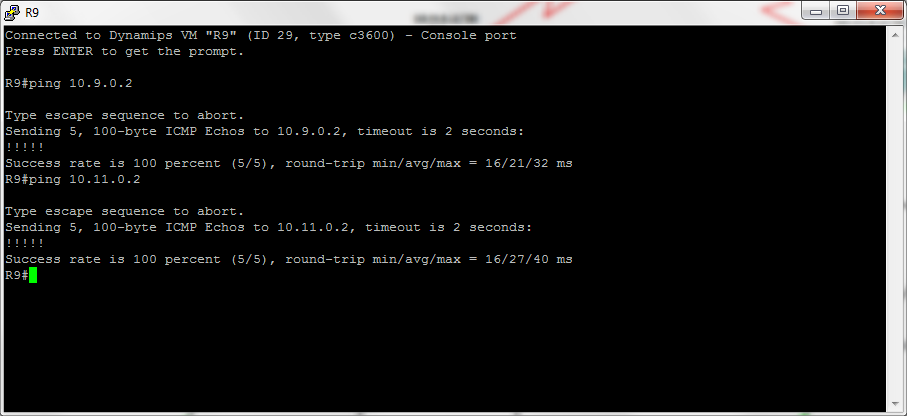 R9
Connected to Dynamips VM "R9" (ID 29, type c3600) - Console port
Press ENTER to get the prompt.
R9#ping 10.9.0.2
Type escape sequence to abort.
Sending 5, 100-byte ICMP Echos to 10.9.0.2, timeout is 2 seconds:
!!!!!
Success rate is 100 percent (5/5), round-trip min/avg/max = 16/21/32 ms
R9#ping 10.11.0.2
Type escape sequence to abort.
Sending 5, 100-byte ICMP Echos to 10.11.0.2, timeout is 2 seconds:
!!!!!
Success rate is 100 percent (5/5), round-trip min/avg/max = 16/27/40 ms
R9#